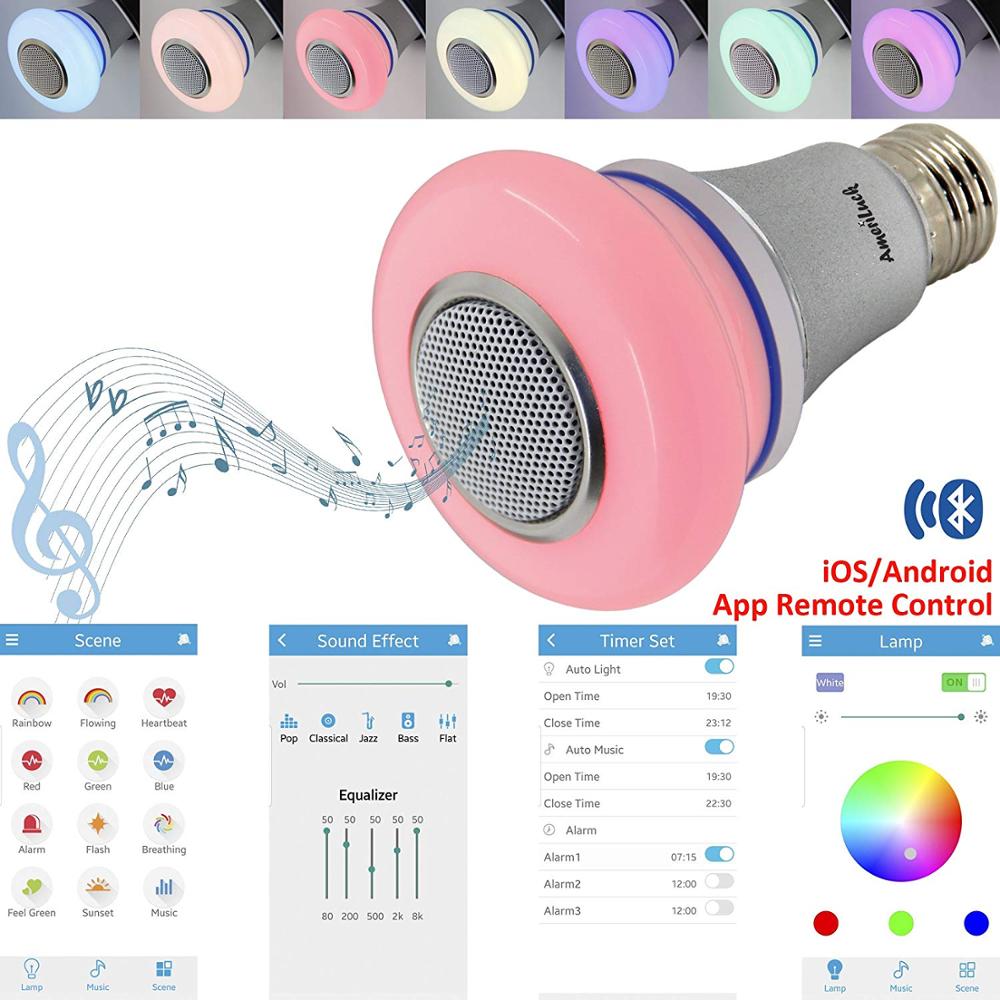 AmeriLuck
iOS/Android
App Remote Control
Scene
Rainbow Flowing Heartbeat
Red Green Blue
Alarm Flash Breathing
Feel Green Sunset Music
Lamp Music Scene
Sound Effect
Vol
Pop Classical Jazz Bass Flat
Equalizer
50 50 50 50 50
80 200 500 2k 8k
Timer Set
Auto Light
Open Time 19:30
Close Time 23:12
Auto Music
Open Time 19:30
Close Time 22:30
Alarm
Alarm1 07:15
Alarm2 12:00
Alarm3 12:00
Lamp
White ON
Lamp Music Scene